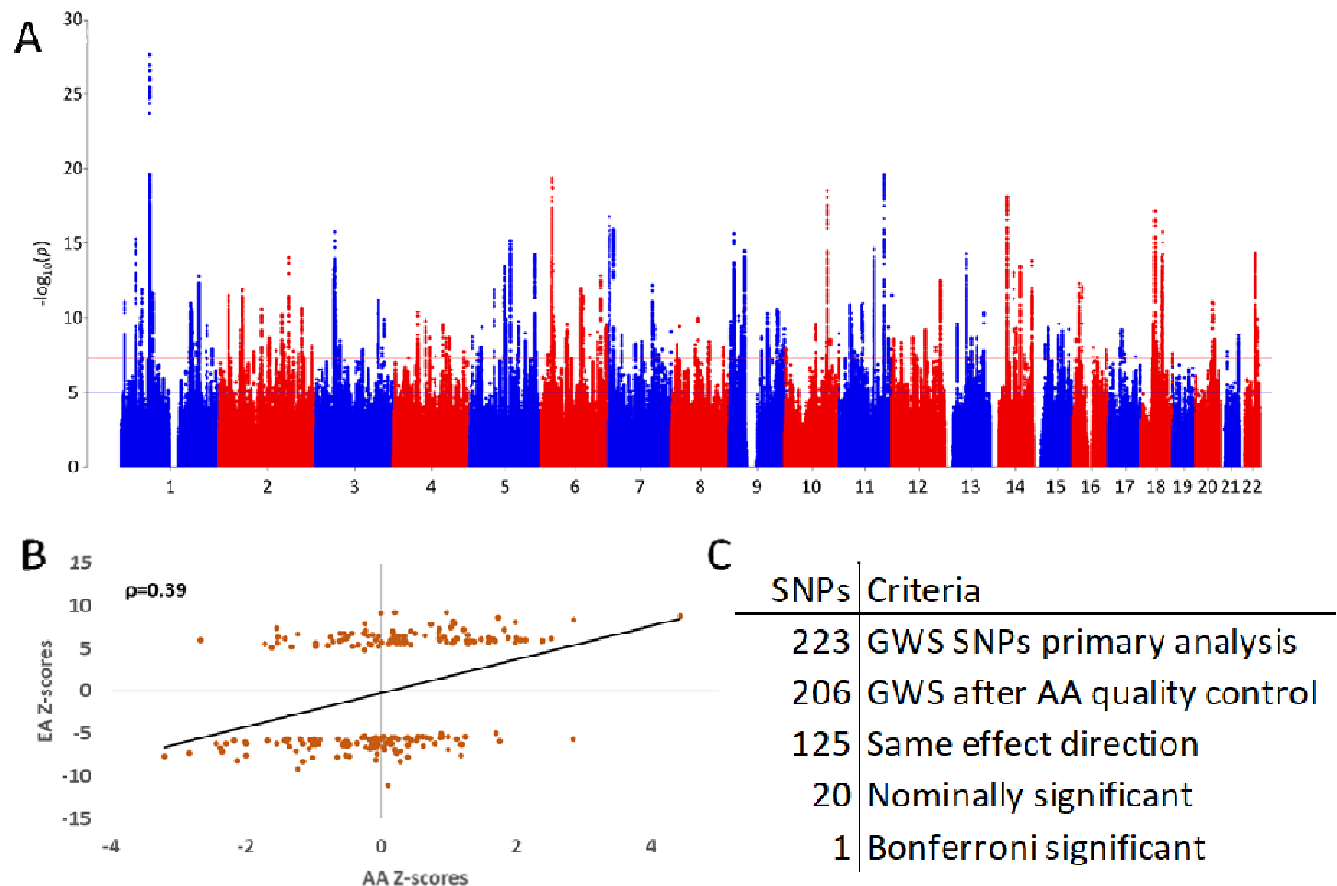 A
30
25
20
15
10
5
0
-log10(p)
1 2 3 4 5 6 7 8 9 10 11 12 13 14 15 16 17 18 19 20 21 22
B
ρ=0.39
15
10
5
0
-5
-10
-15
EA Z-scores
-4 -2 0 2 4
AA Z-scores
C
SNPs Criteria
223 GWS SNPs primary analysis
206 GWS after AA quality control
125 Same effect direction
20 Nominally significant
1 Bonferroni significant